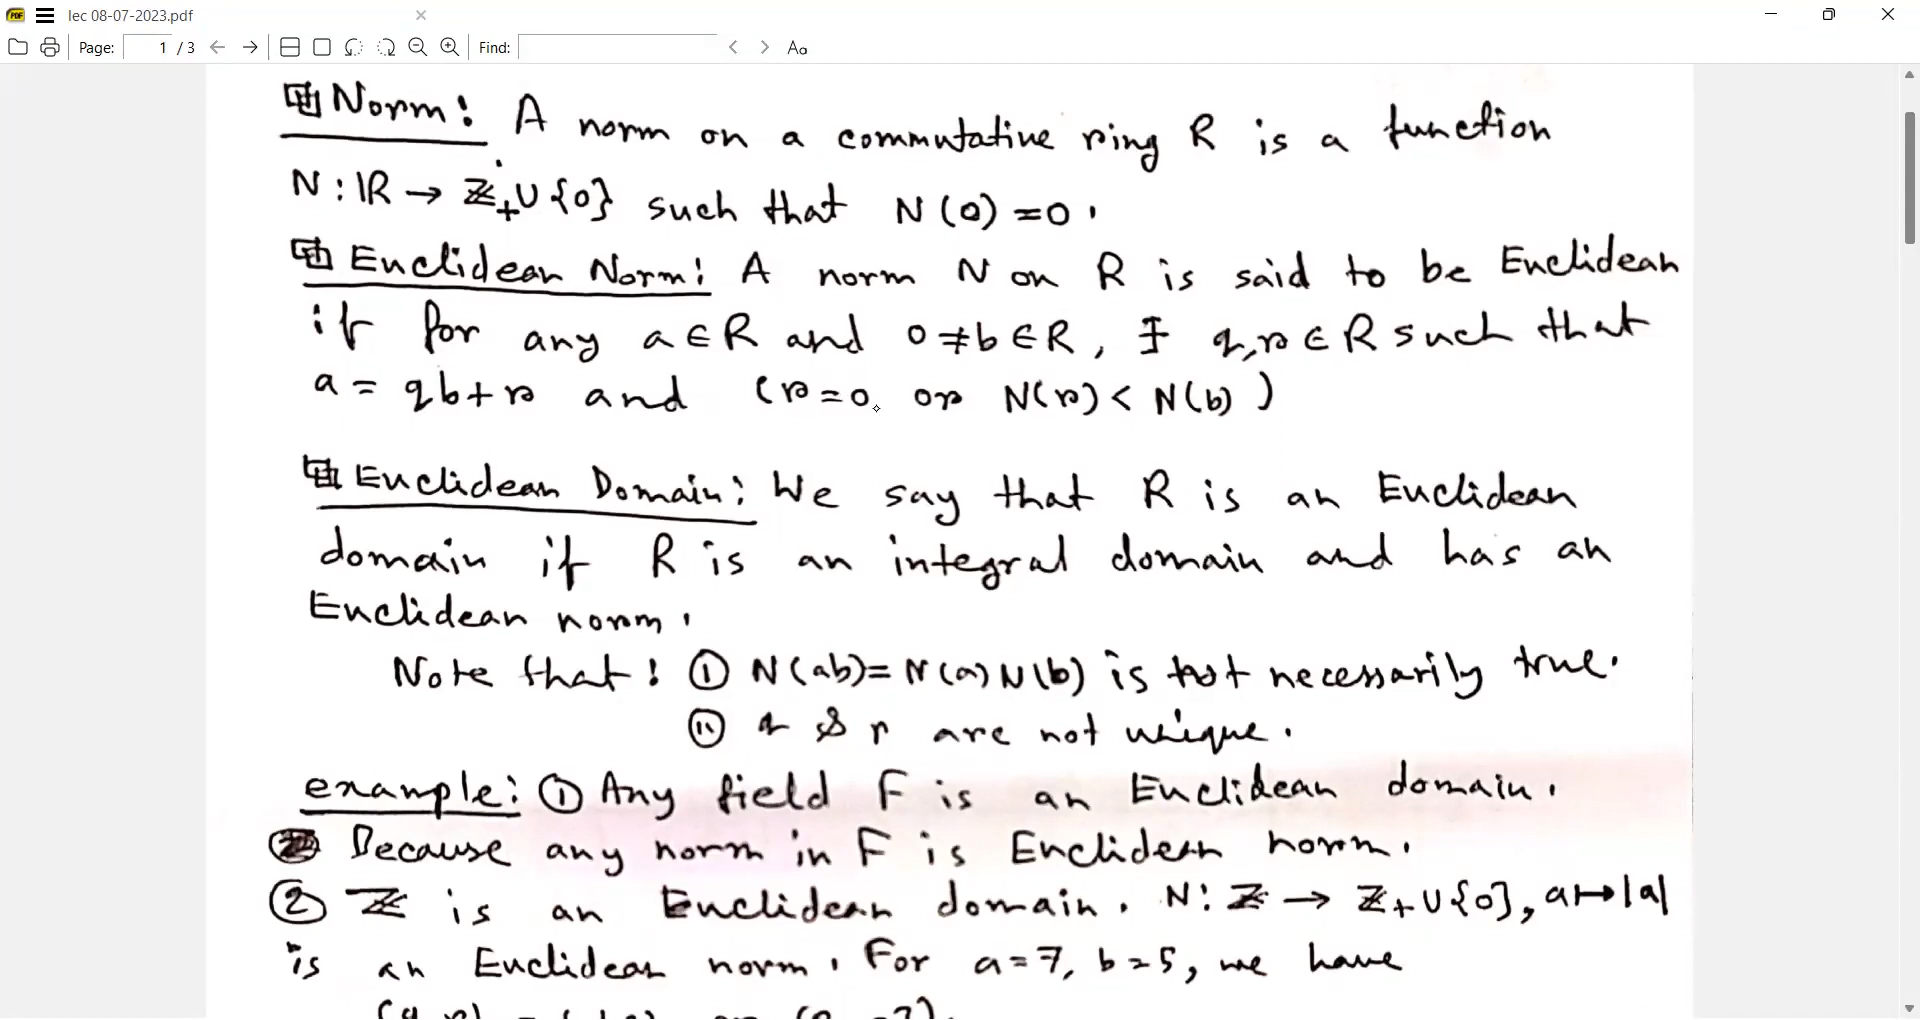 lec 08-07-2023.pdf
Page: 1 / 3 Find: Aa
Norm: A norm on a commutative ring R is a function
N : R → Z₊∪{0} such that N(0) = 0.
Euclidean Norm: A norm N on R is said to be Euclidean
if for any a∈R and 0≠b∈R, ∃ q,r∈R such that
a = qb+r and (r=0 or N(r) < N(b))
Euclidean Domain: We say that R is an Euclidean
domain if R is an integral domain and has an
Euclidean norm.
Note that: ① N(ab)= N(a)N(b) is not necessarily true.
⑪ q & r are not unique.
example: ① Any field F is an Euclidean domain.
Because any norm in F is Euclidean norm.
② Z is an Euclidean domain. N: Z → Z₊∪{0}, a↦|a|
is an Euclidean norm. For a=7, b=5, we have